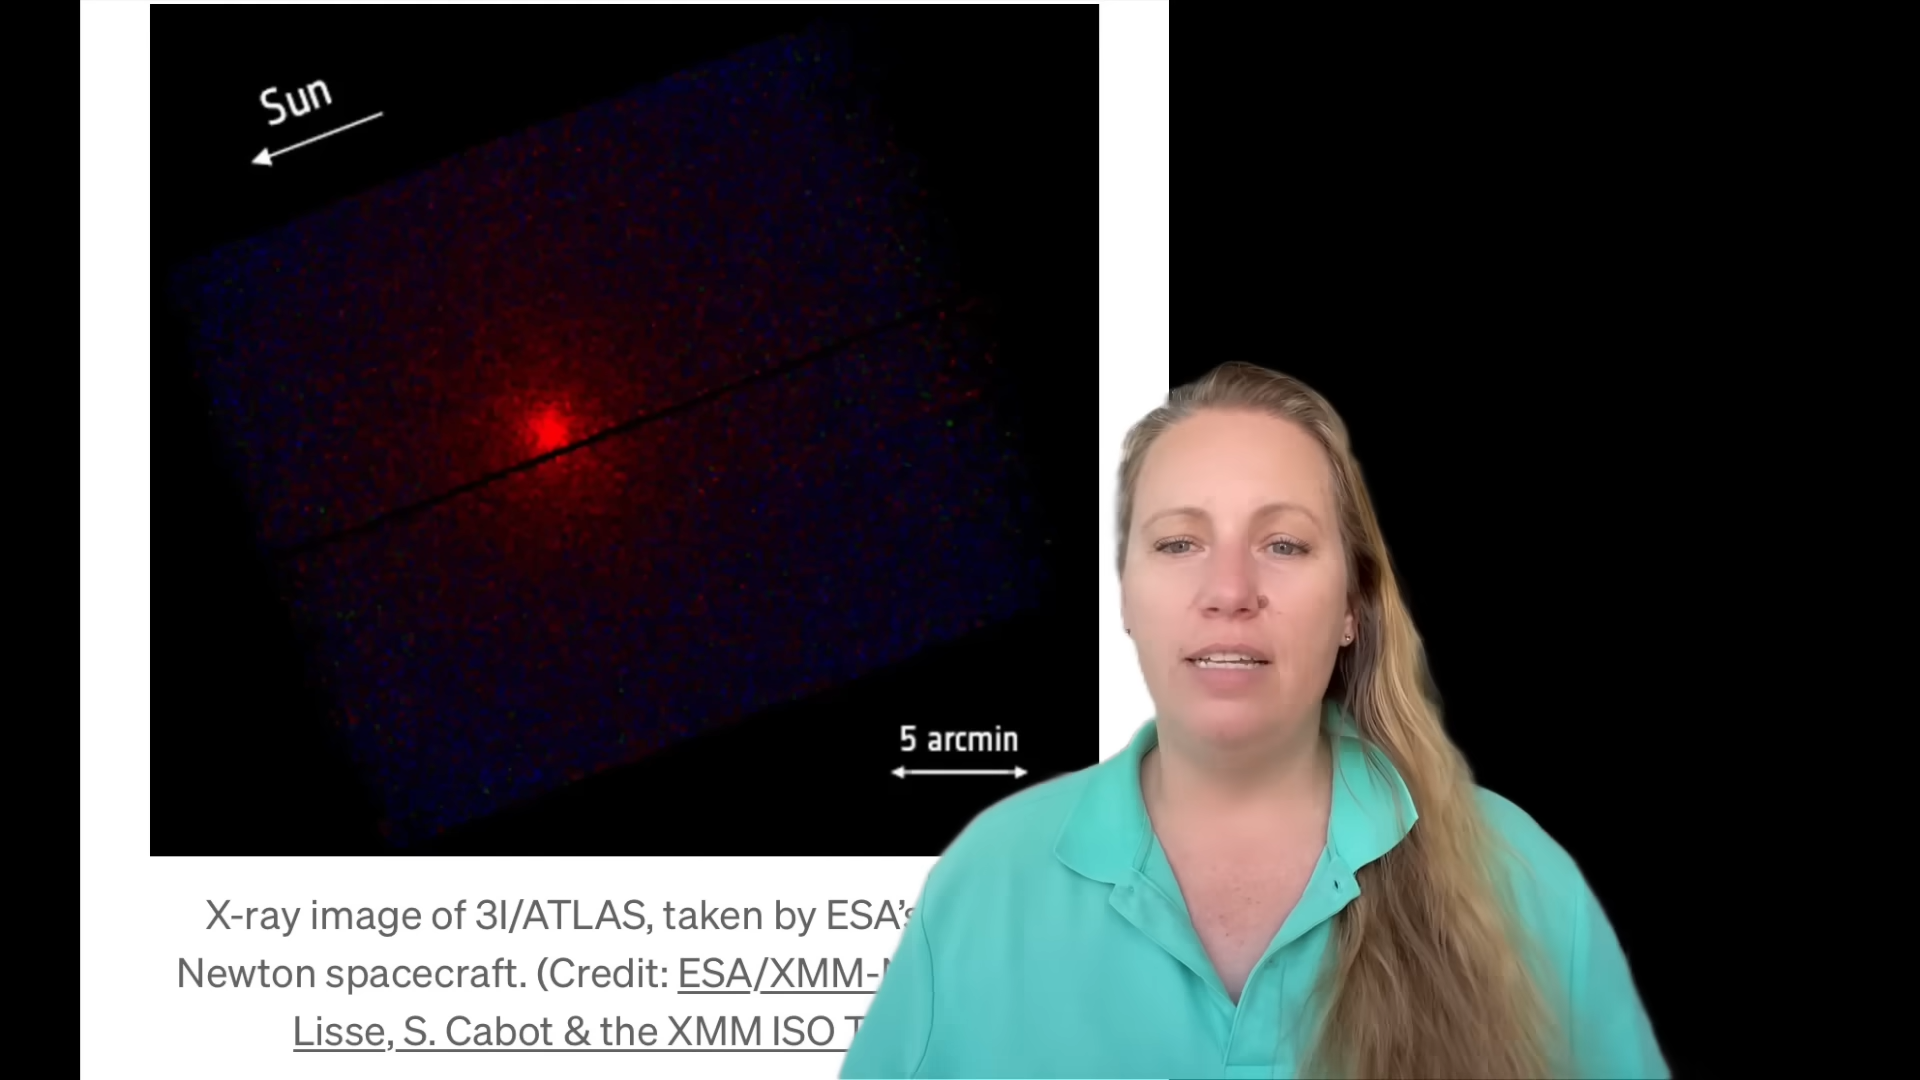 Sun
5 arcmin
X-ray image of 3I/ATLAS, taken by ESA’s
Newton spacecraft. (Credit: ESA/XMM-
Lisse, S. Cabot & the XMM ISO